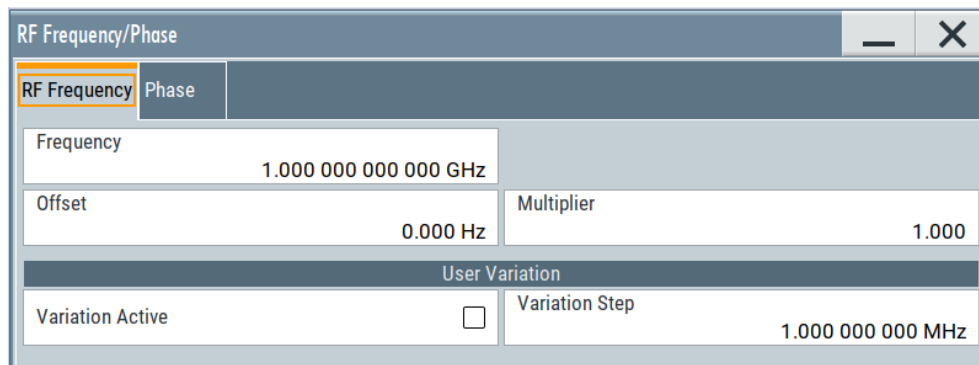 RF Frequency/Phase
RF Frequency Phase
Frequency
1.000 000 000 000 GHz
Offset
0.000 Hz
Multiplier
1.000
User Variation
Variation Active
Variation Step
1.000 000 000 MHz